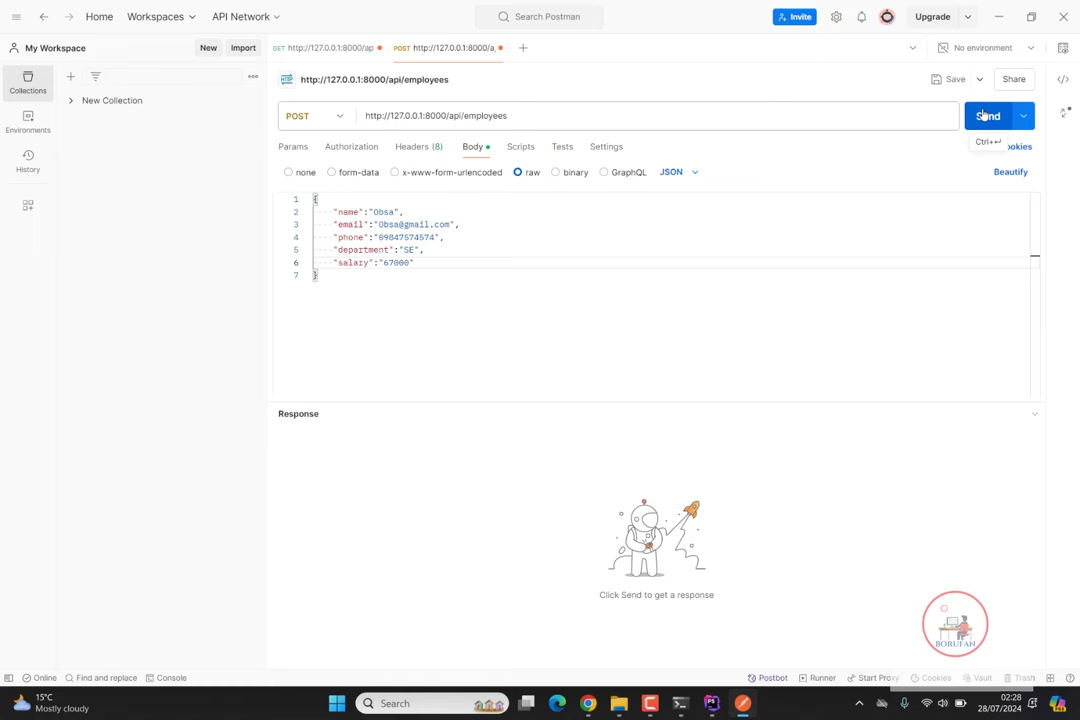 Home
Workspaces
API Network
Search Postman
Invite
Upgrade
My Workspace
New
Import
GET http://127.0.0.1:8000/ap
POST http://127.0.0.1:8000/a
No environment
Collections
New Collection
http://127.0.0.1:8000/api/employees
Save
Share
POST
http://127.0.0.1:8000/api/employees
Send
Ctrl+↵
Environments
Params
Authorization
Headers (8)
Body
Scripts
Tests
Settings
ookies
none
form-data
x-www-form-urlencoded
raw
binary
GraphQL
JSON
Beautify
History
1 {
2 "name":"Obsa",
3 "email":"Obsa@gmail.com",
4 "phone":"09847574574",
5 "department":"SE",
6 "salary":"67000"
7 }
Response
Click Send to get a response
BORUFAN
Online
Find and replace
Console
Postbot
Runner
Start Proxy
Cookies
Vault
Trash
15°C
Mostly cloudy
Search
02:28
28/07/2024